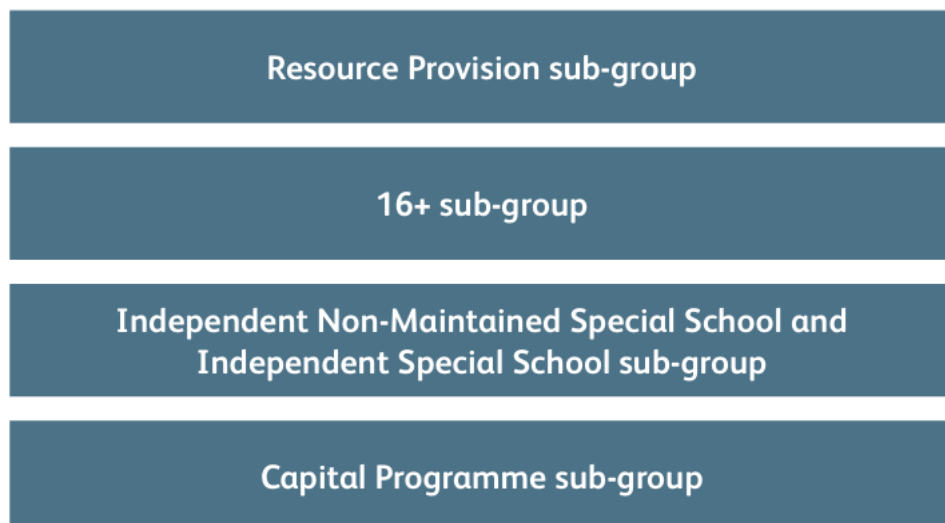 Resource Provision sub-group
16+ sub-group
Independent Non-Maintained Special School and
Independent Special School sub-group
Capital Programme sub-group